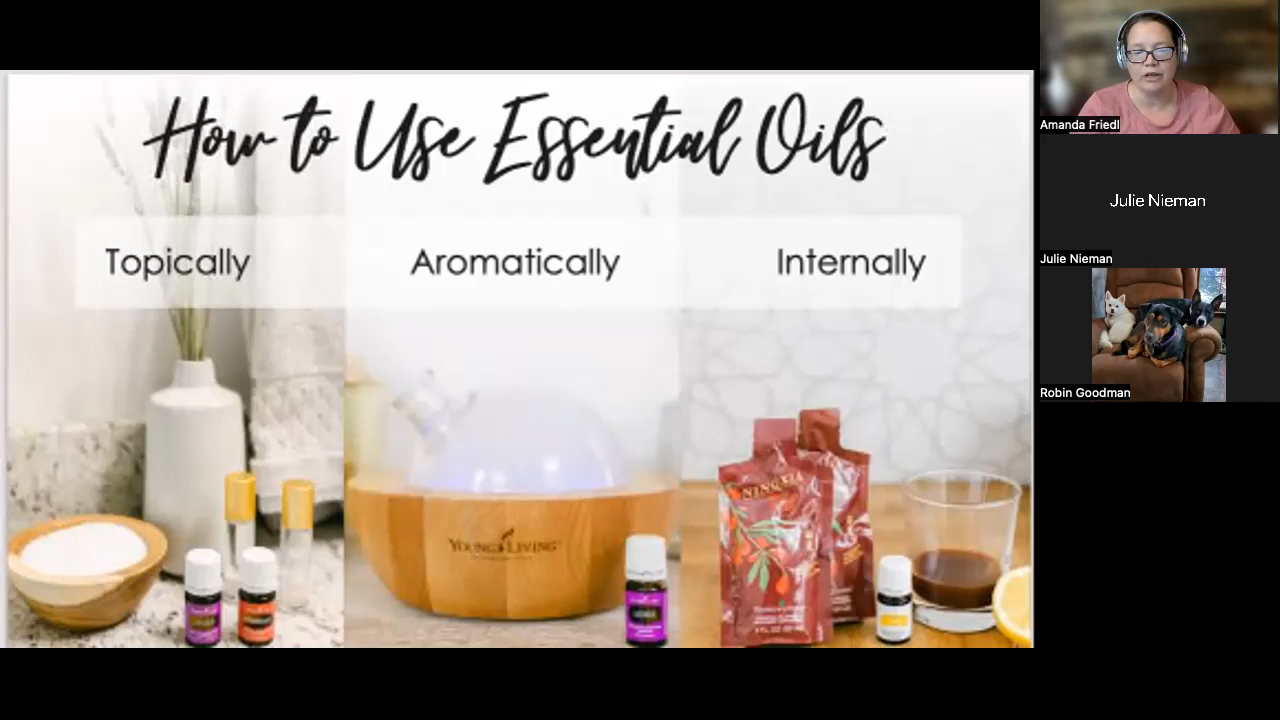 How to Use Essential Oils
Topically
Aromatically
Internally
YOUNG LIVING
NINGXIA
Amanda Friedl
Julie Nieman
Julie Nieman
Robin Goodman